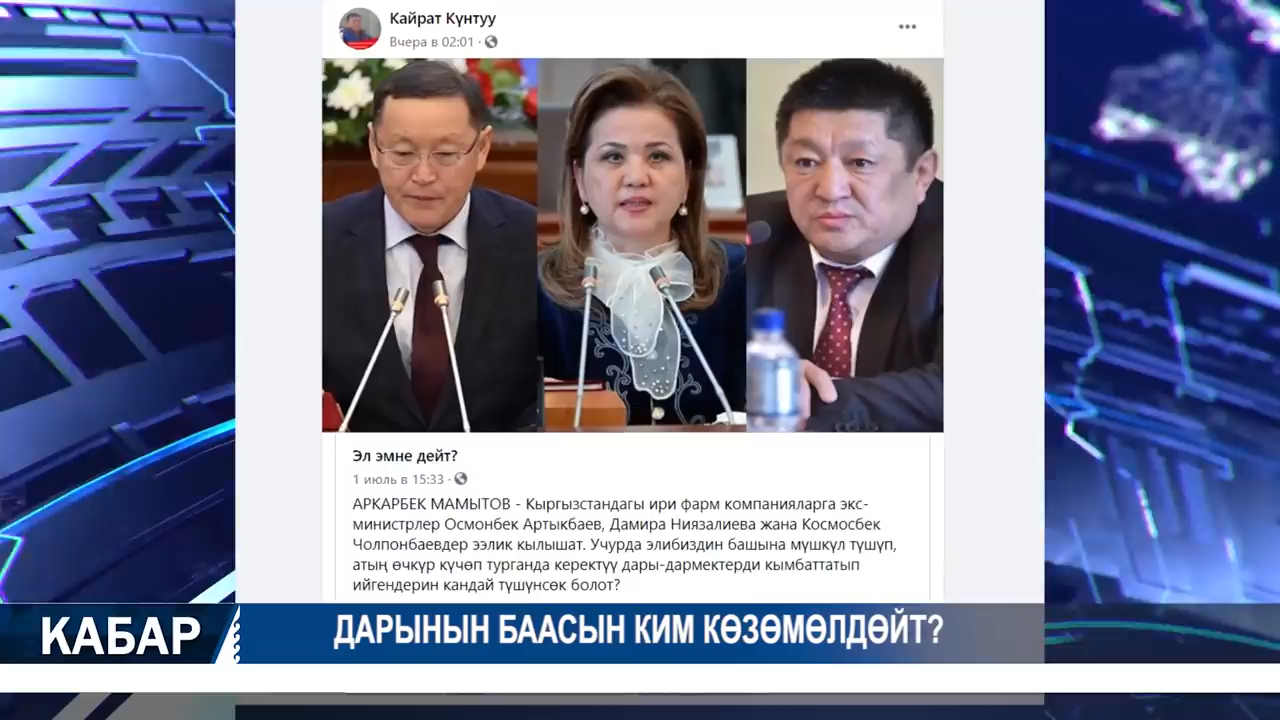 Кайрат Күнтуу
Вчера в 02:01 ·
Эл эмне дейт?
1 июль в 15:33 ·
АРКАРБЕК МАМЫТОВ - Кыргызстандагы ири фарм компанияларга экс-
министрлер Осмонбек Артыкбаев, Дамира Ниязалиева жана Космосбек
Чолпонбаевдер ээлик кылышат. Учурда элибиздин башына мүшкүл түшүп,
атың өчкүр күчөп турганда керектүү дары-дармектерди кымбаттатып
ийгендерин кандай түшүнсөк болот?
КАБАР
ДАРЫНЫН БААСЫН КИМ КӨЗӨМӨЛДӨЙТ?